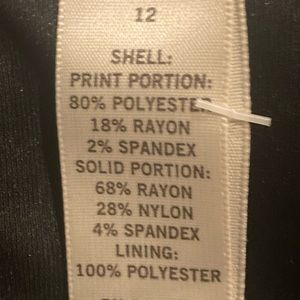 12
SHELL:
PRINT PORTION:
80% POLYESTER
18% RAYON
2% SPANDEX
SOLID PORTION:
68% RAYON
28% NYLON
4% SPANDEX
LINING:
100% POLYESTER